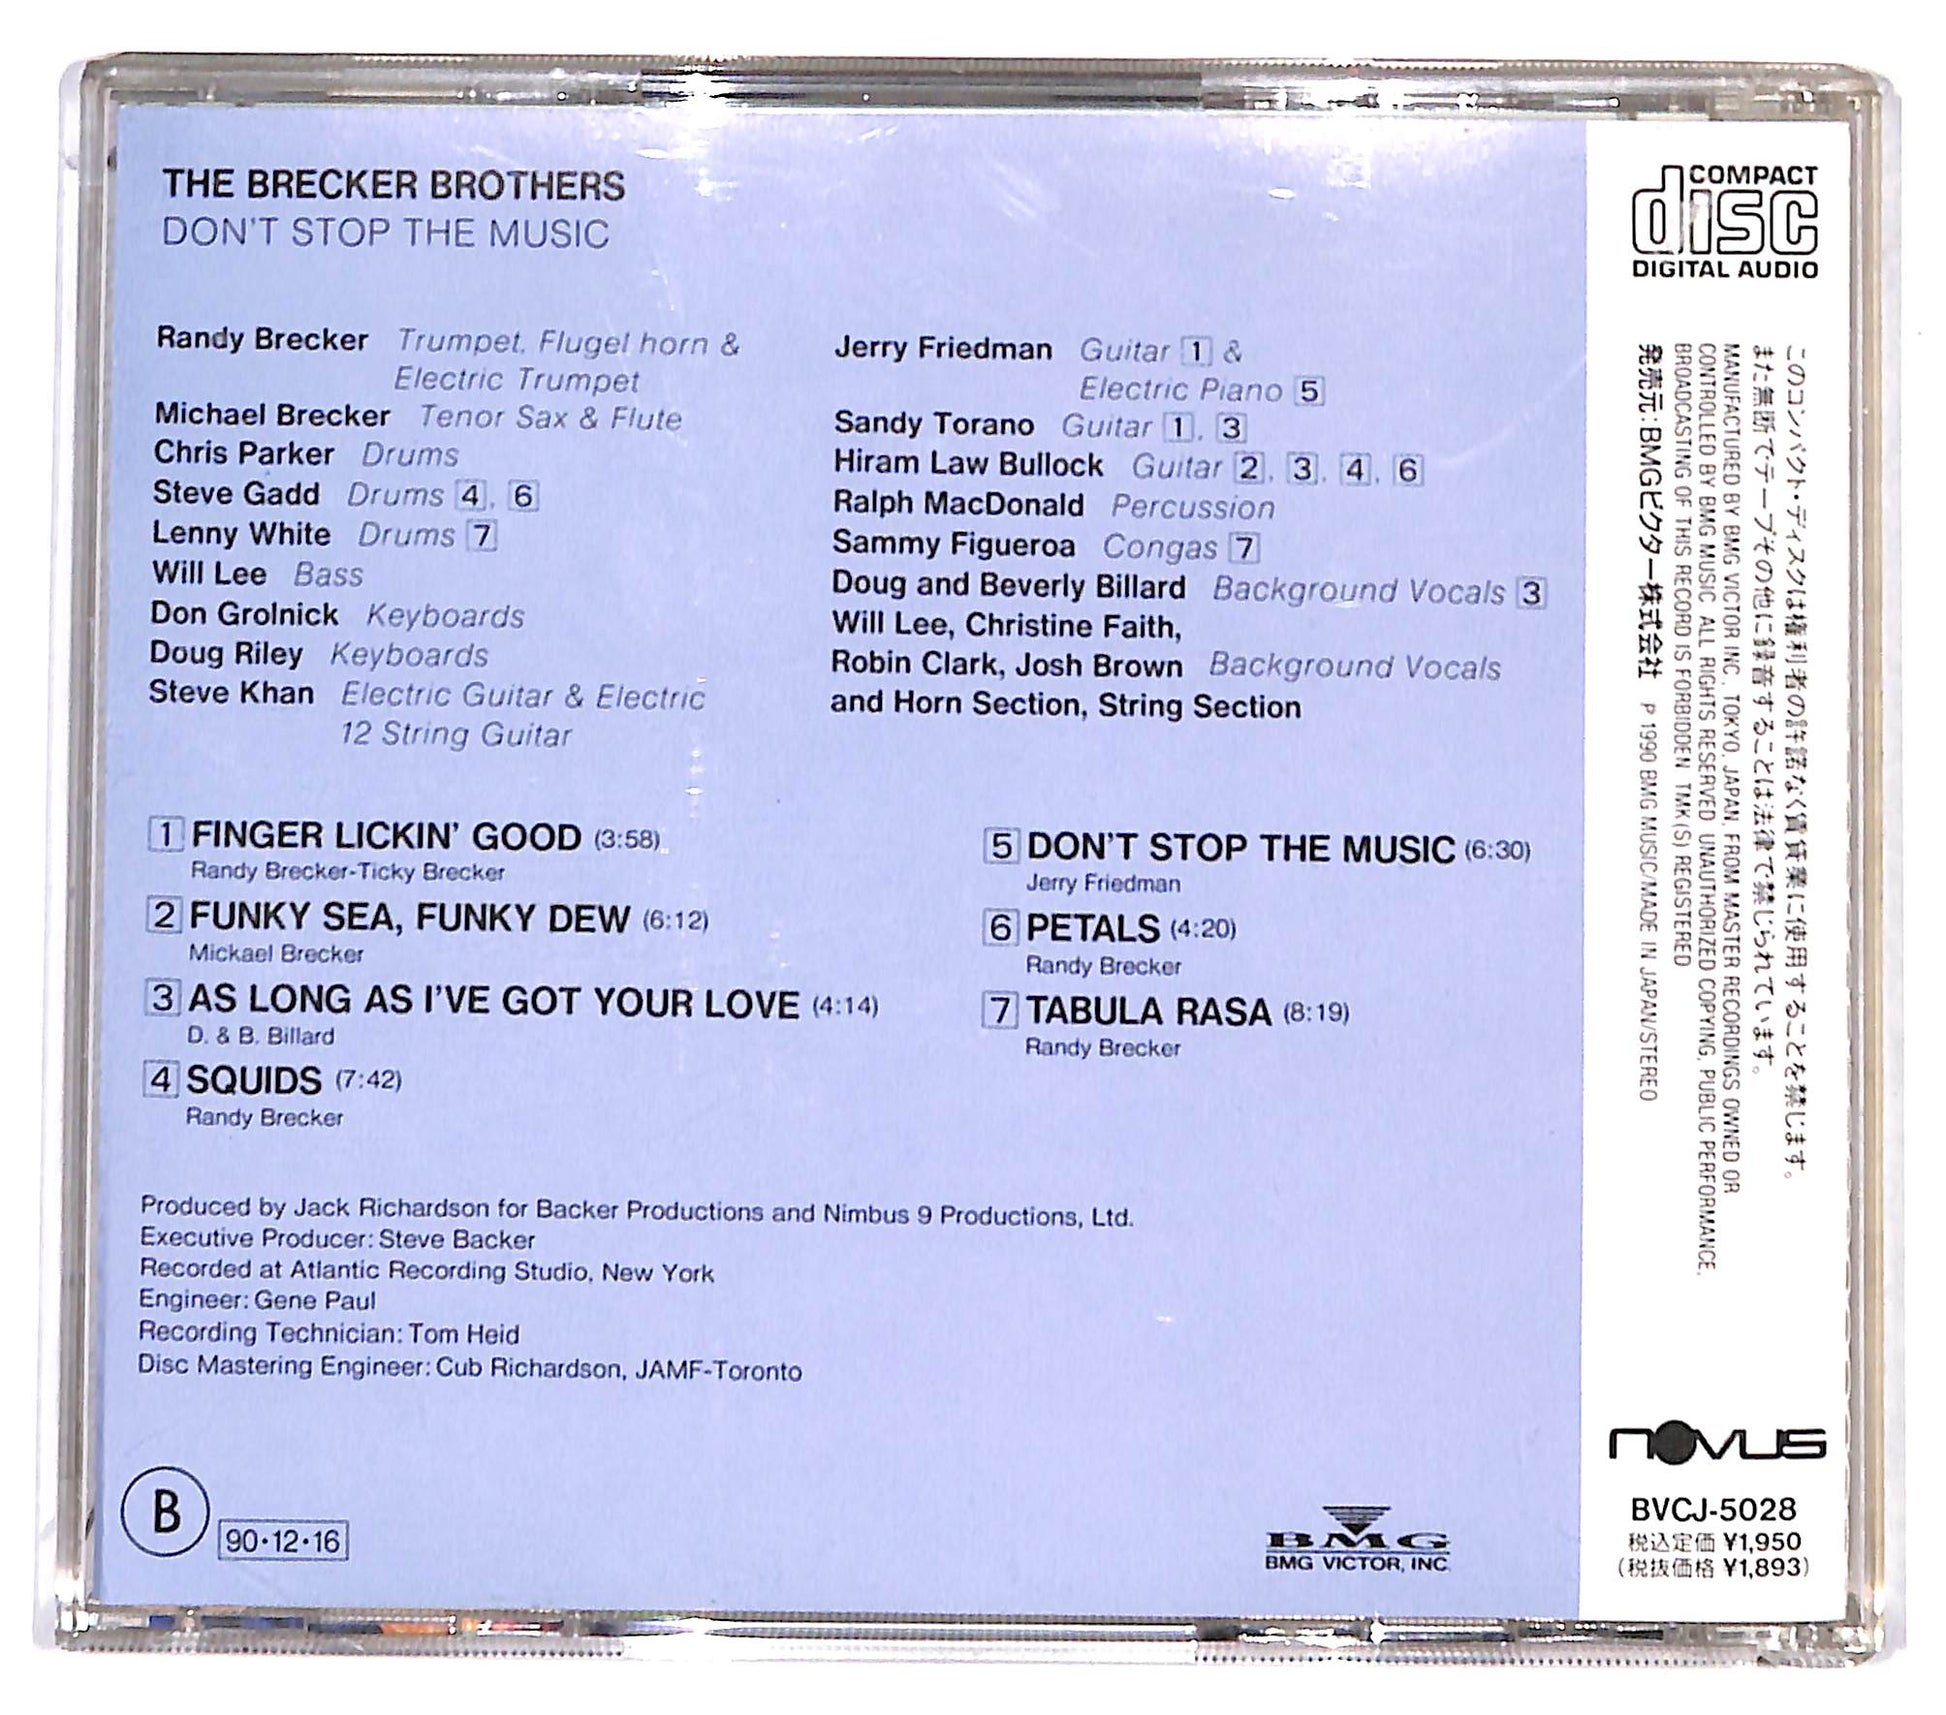 THE BRECKER BROTHERS
DON'T STOP THE MUSIC
Randy Brecker Trumpet, Flugel horn &
Electric Trumpet
Michael Brecker Tenor Sax & Flute
Chris Parker Drums
Steve Gadd Drums 4, 6
Lenny White Drums 7
Will Lee Bass
Don Grolnick Keyboards
Doug Riley Keyboards
Steve Khan Electric Guitar & Electric
12 String Guitar
Jerry Friedman Guitar 1 &
Electric Piano 5
Sandy Torano Guitar 1, 3
Hiram Law Bullock Guitar 2, 3, 4, 6
Ralph MacDonald Percussion
Sammy Figueroa Congas 7
Doug and Beverly Billard Background Vocals 3
Will Lee, Christine Faith,
Robin Clark, Josh Brown Background Vocals
and Horn Section, String Section
1 FINGER LICKIN' GOOD (3:58)
Randy Brecker-Ticky Brecker
2 FUNKY SEA, FUNKY DEW (6:12)
Mickael Brecker
3 AS LONG AS I'VE GOT YOUR LOVE (4:14)
D. & B. Billard
4 SQUIDS (7:42)
Randy Brecker
5 DON'T STOP THE MUSIC (6:30)
Jerry Friedman
6 PETALS (4:20)
Randy Brecker
7 TABULA RASA (8:19)
Randy Brecker
Produced by Jack Richardson for Backer Productions and Nimbus 9 Productions, Ltd.
Executive Producer: Steve Backer
Recorded at Atlantic Recording Studio, New York
Engineer: Gene Paul
Recording Technician: Tom Heid
Disc Mastering Engineer: Cub Richardson, JAMF-Toronto
B
90・12・16
BMG
BMG VICTOR, INC.
COMPACT
disc
DIGITAL AUDIO
このコンパクト・ディスクは権利者の許諾なく賃貸業に使用することを禁じます。
また無断でテープその他に録音することは法律で禁じられています。
MANUFACTURED BY BMG VICTOR INC. TOKYO, JAPAN, FROM MASTER RECORDINGS OWNED OR
CONTROLLED BY BMG MUSIC ALL RIGHTS RESERVED UNAUTHORIZED COPYING, PUBLIC PERFORMANCE,
BROADCASTING OF THIS RECORD IS FORBIDDEN TMK(S) REGISTERED
発売元:BMGビクター株式会社 P 1990 BMG MUSIC/MADE IN JAPAN/STEREO
NOVUS
BVCJ-5028
税込定価 ¥1,950
(税抜価格 ¥1,893)